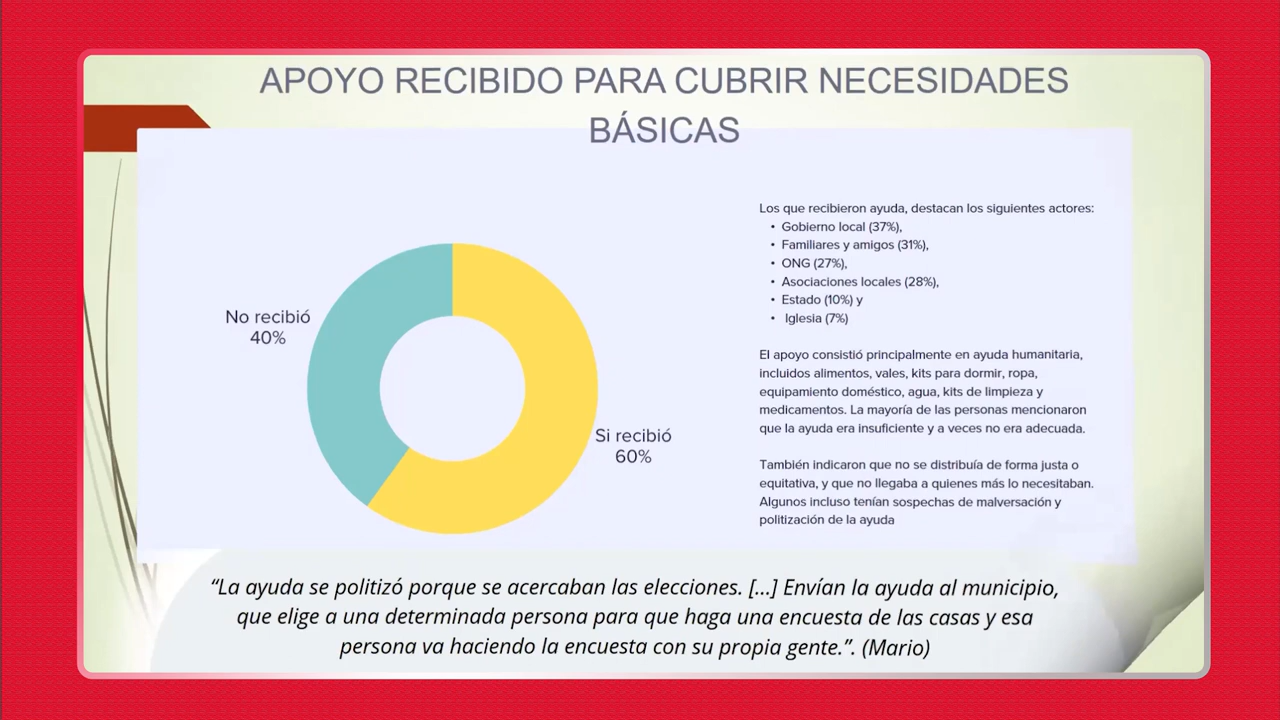 APOYO RECIBIDO PARA CUBRIR NECESIDADES
BÁSICAS
No recibió
40%
Si recibió
60%
Los que recibieron ayuda, destacan los siguientes actores:
• Gobierno local (37%),
• Familiares y amigos (31%),
• ONG (27%),
• Asociaciones locales (28%),
• Estado (10%) y
• Iglesia (7%)
El apoyo consistió principalmente en ayuda humanitaria,
incluidos alimentos, vales, kits para dormir, ropa,
equipamiento doméstico, agua, kits de limpieza y
medicamentos. La mayoría de las personas mencionaron
que la ayuda era insuficiente y a veces no era adecuada.
También indicaron que no se distribuía de forma justa o
equitativa, y que no llegaba a quienes más lo necesitaban.
Algunos incluso tenían sospechas de malversación y
politización de la ayuda
“La ayuda se politizó porque se acercaban las elecciones. [...] Envían la ayuda al municipio,
que elige a una determinada persona para que haga una encuesta de las casas y esa
persona va haciendo la encuesta con su propia gente.”. (Mario)